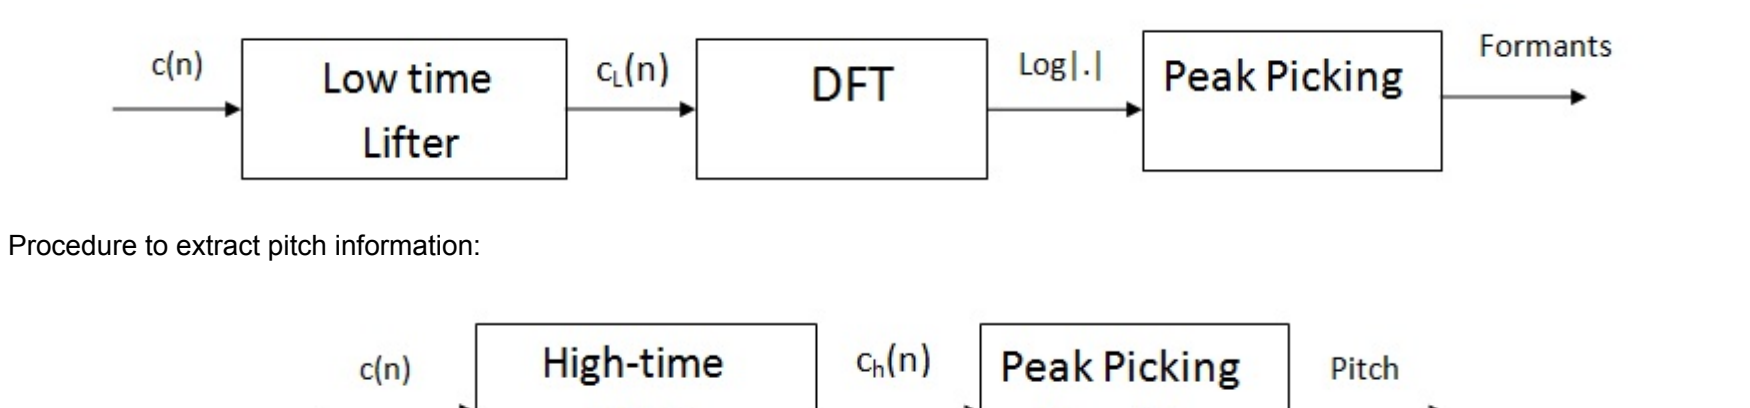 c(n)
Low time
Lifter
cL(n)
DFT
Log|.|
Peak Picking
Formants
Procedure to extract pitch information:
c(n)
High-time
ch(n)
Peak Picking
Pitch